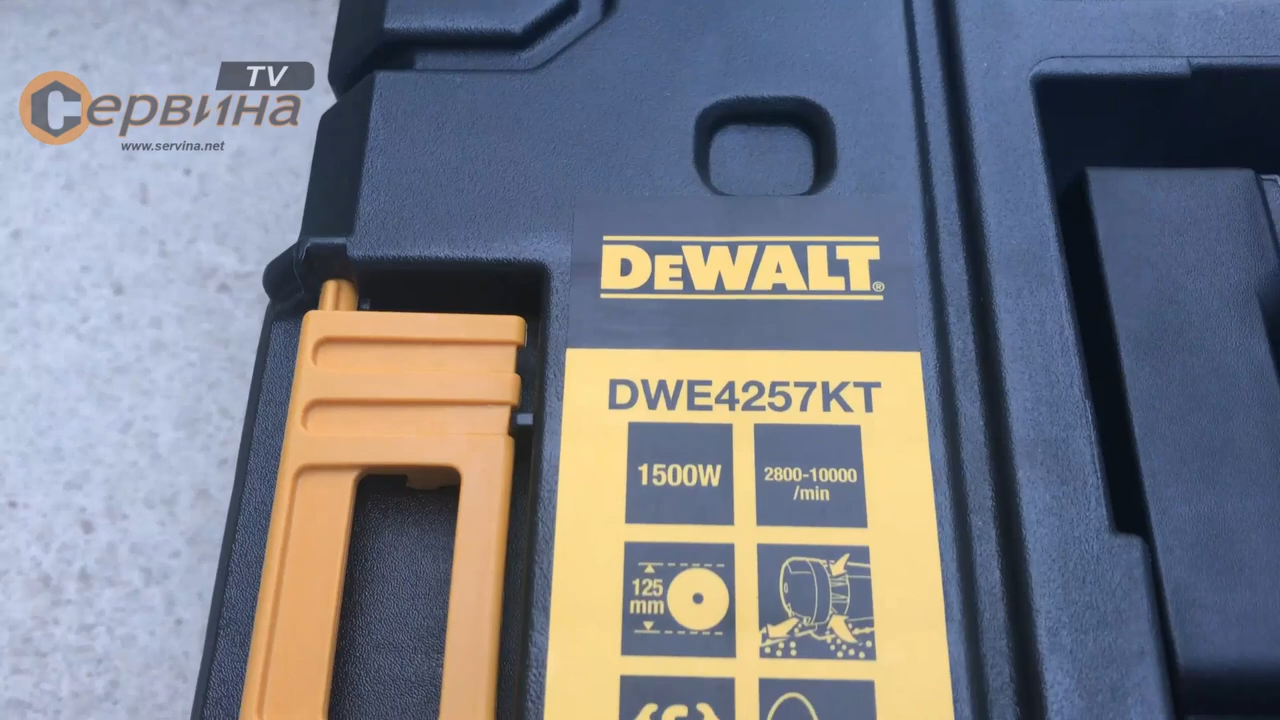 TV
Сервина
www.servina.net
DEWALT®
DWE4257KT
1500W
2800-10000
/min
125
mm